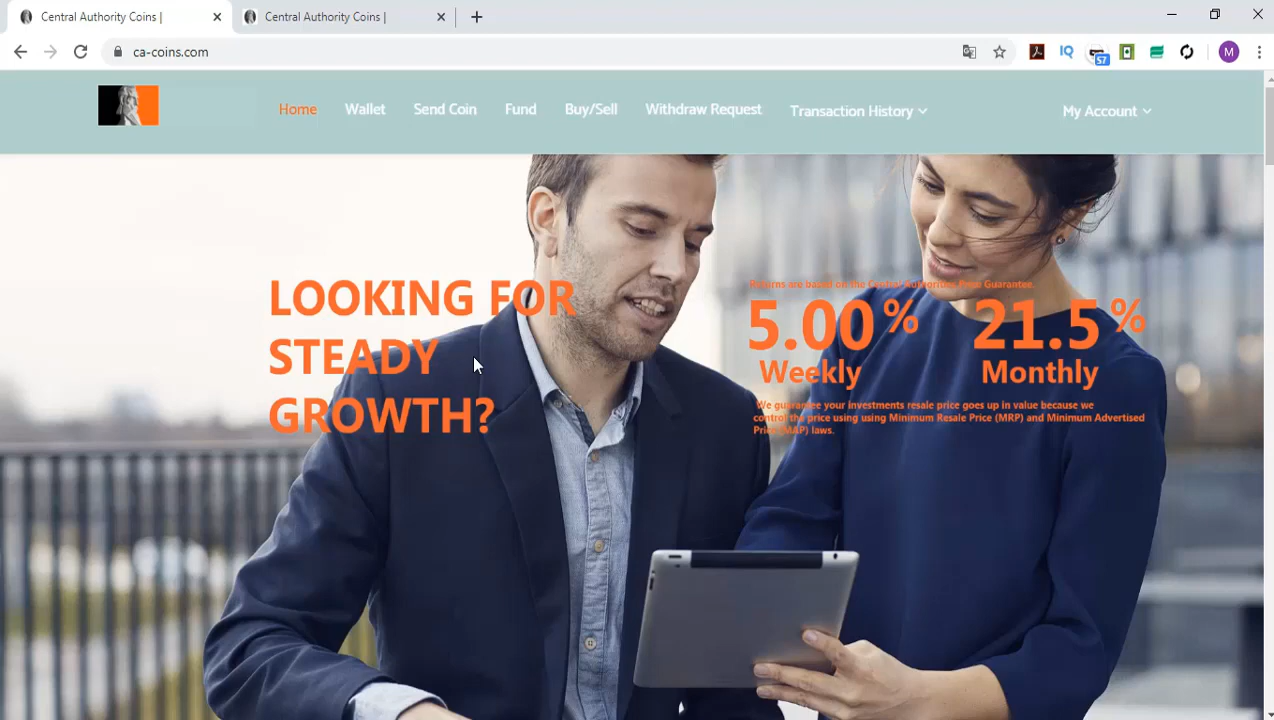 Central Authority Coins |
Central Authority Coins |
ca-coins.com
57
M
Home Wallet Send Coin Fund Buy/Sell Withdraw Request Transaction History My Account
LOOKING FOR
STEADY
GROWTH?
Returns are based on the Central Authorities Price Guarantee.
5.00% 21.5%
Weekly Monthly
We guarantee your investments resale price goes up in value because we
control the price using using Minimum Resale Price (MRP) and Minimum Advertised
Price (MAP) laws.